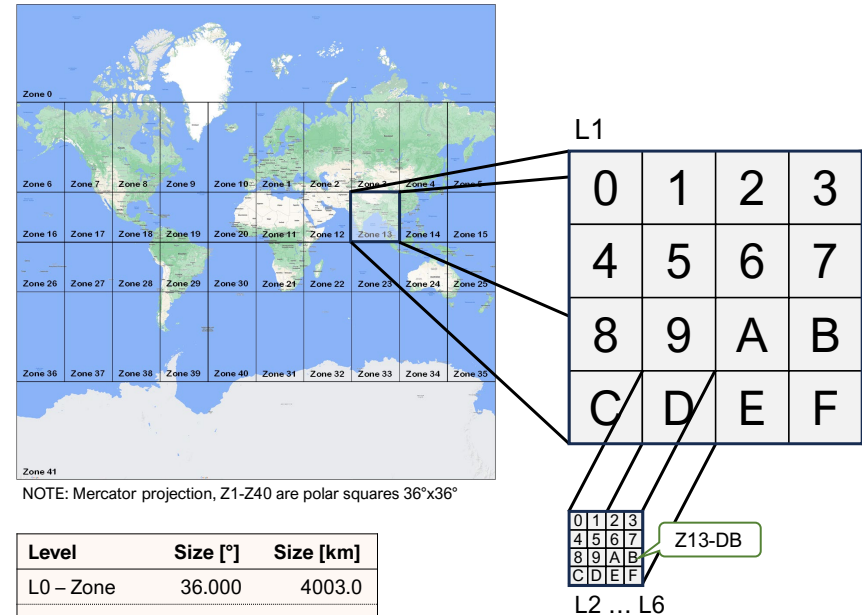 Zone 0
Zone 6 Zone 7 Zone 8 Zone 9 Zone 10 Zone 1 Zone 2 Zone 3 Zone 4 Zone 5
Zone 16 Zone 17 Zone 18 Zone 19 Zone 20 Zone 11 Zone 12 Zone 13 Zone 14 Zone 15
Zone 26 Zone 27 Zone 28 Zone 29 Zone 30 Zone 21 Zone 22 Zone 23 Zone 24 Zone 25
Zone 36 Zone 37 Zone 38 Zone 39 Zone 40 Zone 31 Zone 32 Zone 33 Zone 34 Zone 35
Zone 41
NOTE: Mercator projection, Z1-Z40 are polar squares 36°x36°
L1
0 1 2 3
4 5 6 7
8 9 A B
C D E F
0 1 2 3
4 5 6 7
8 9 A B
C D E F
Z13-DB
L2 ... L6
Level Size [°] Size [km]
L0 – Zone 36.000 4003.0